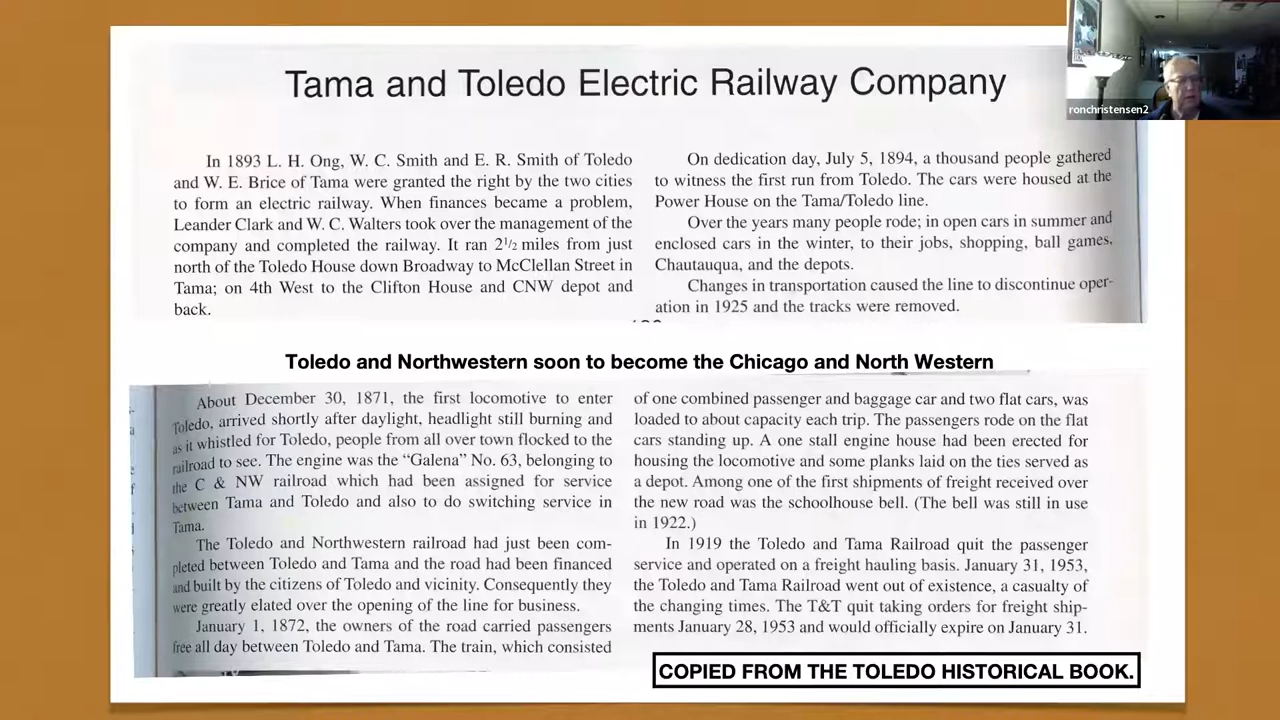 Tama and Toledo Electric Railway Company
ronchristensen2
In 1893 L. H. Ong, W. C. Smith and E. R. Smith of Toledo
and W. E. Brice of Tama were granted the right by the two cities
to form an electric railway. When finances became a problem,
Leander Clark and W. C. Walters took over the management of the
company and completed the railway. It ran 2 1/2 miles from just
north of the Toledo House down Broadway to McClellan Street in
Tama; on 4th West to the Clifton House and CNW depot and
back.
On dedication day, July 5, 1894, a thousand people gathered
to witness the first run from Toledo. The cars were housed at the
Power House on the Tama/Toledo line.
Over the years many people rode; in open cars in summer and
enclosed cars in the winter, to their jobs, shopping, ball games,
Chautauqua, and the depots.
Changes in transportation caused the line to discontinue oper-
ation in 1925 and the tracks were removed.
Toledo and Northwestern soon to become the Chicago and North Western
About December 30, 1871, the first locomotive to enter
Toledo, arrived shortly after daylight, headlight still burning and
as it whistled for Toledo, people from all over town flocked to the
railroad to see. The engine was the “Galena” No. 63, belonging to
the C & NW railroad which had been assigned for service
between Tama and Toledo and also to do switching service in
Tama.
The Toledo and Northwestern railroad had just been com-
pleted between Toledo and Tama and the road had been financed
and built by the citizens of Toledo and vicinity. Consequently they
were greatly elated over the opening of the line for business.
January 1, 1872, the owners of the road carried passengers
free all day between Toledo and Tama. The train, which consisted
of one combined passenger and baggage car and two flat cars, was
loaded to about capacity each trip. The passengers rode on the flat
cars standing up. A one stall engine house had been erected for
housing the locomotive and some planks laid on the ties served as
a depot. Among one of the first shipments of freight received over
the new road was the schoolhouse bell. (The bell was still in use
in 1922.)
In 1919 the Toledo and Tama Railroad quit the passenger
service and operated on a freight hauling basis. January 31, 1953,
the Toledo and Tama Railroad went out of existence, a casualty of
the changing times. The T&T quit taking orders for freight ship-
ments January 28, 1953 and would officially expire on January 31.
COPIED FROM THE TOLEDO HISTORICAL BOOK.